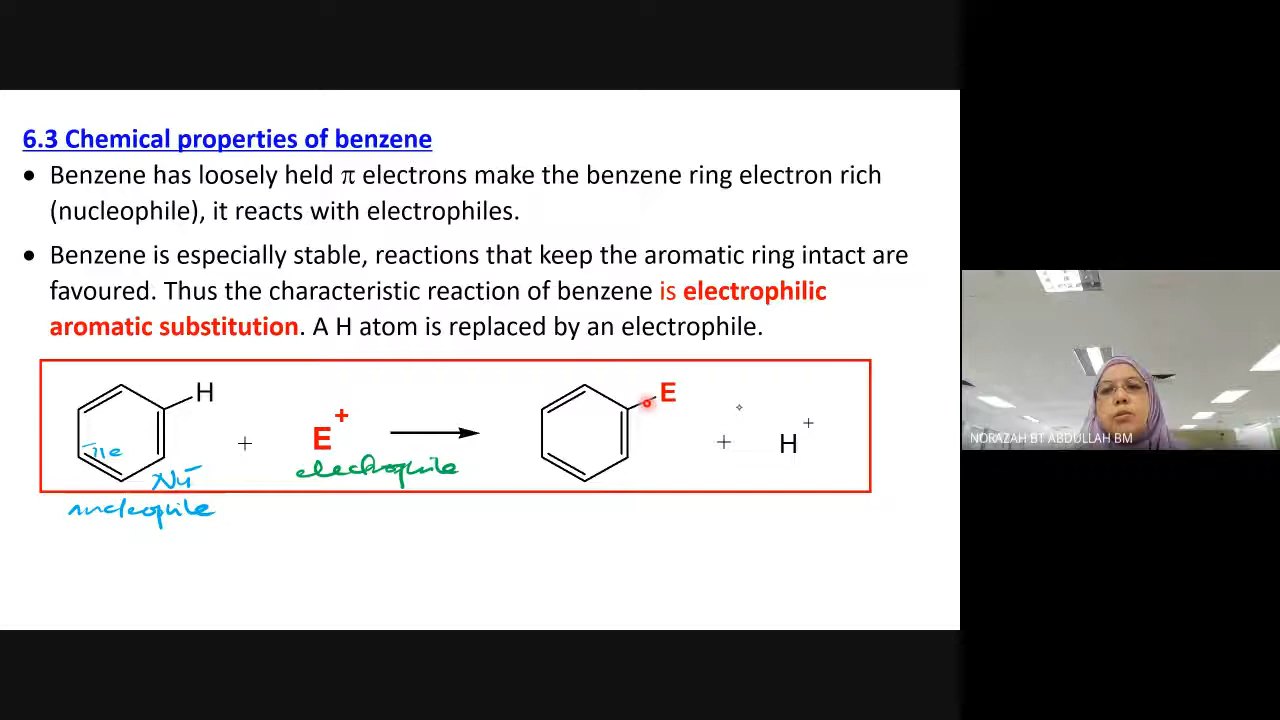 6.3 Chemical properties of benzene
• Benzene has loosely held π electrons make the benzene ring electron rich
(nucleophile), it reacts with electrophiles.
• Benzene is especially stable, reactions that keep the aromatic ring intact are
favoured. Thus the characteristic reaction of benzene is electrophilic
aromatic substitution. A H atom is replaced by an electrophile.
H + E+ → E + H+
πe
Nu-
electrophile
nucleophile
NORAZAH BT ABDULLAH BM